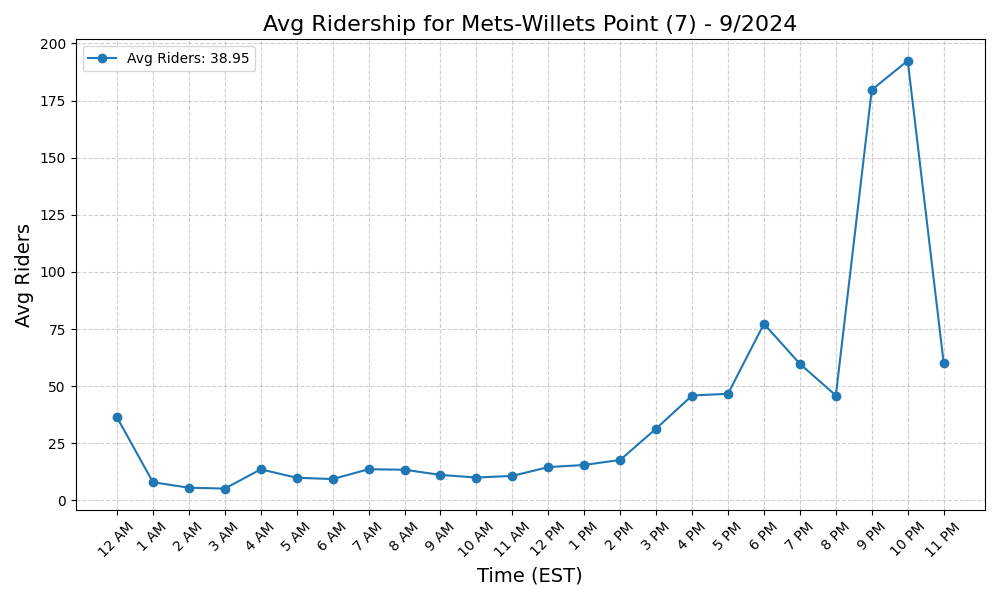 Avg Ridership for Mets-Willets Point (7) - 9/2024
Avg Riders: 38.95
Avg Riders
200
175
150
125
100
75
50
25
0
12 AM
1 AM
2 AM
3 AM
4 AM
5 AM
6 AM
7 AM
8 AM
9 AM
10 AM
11 AM
12 PM
1 PM
2 PM
3 PM
4 PM
5 PM
6 PM
7 PM
8 PM
9 PM
10 PM
11 PM
Time (EST)